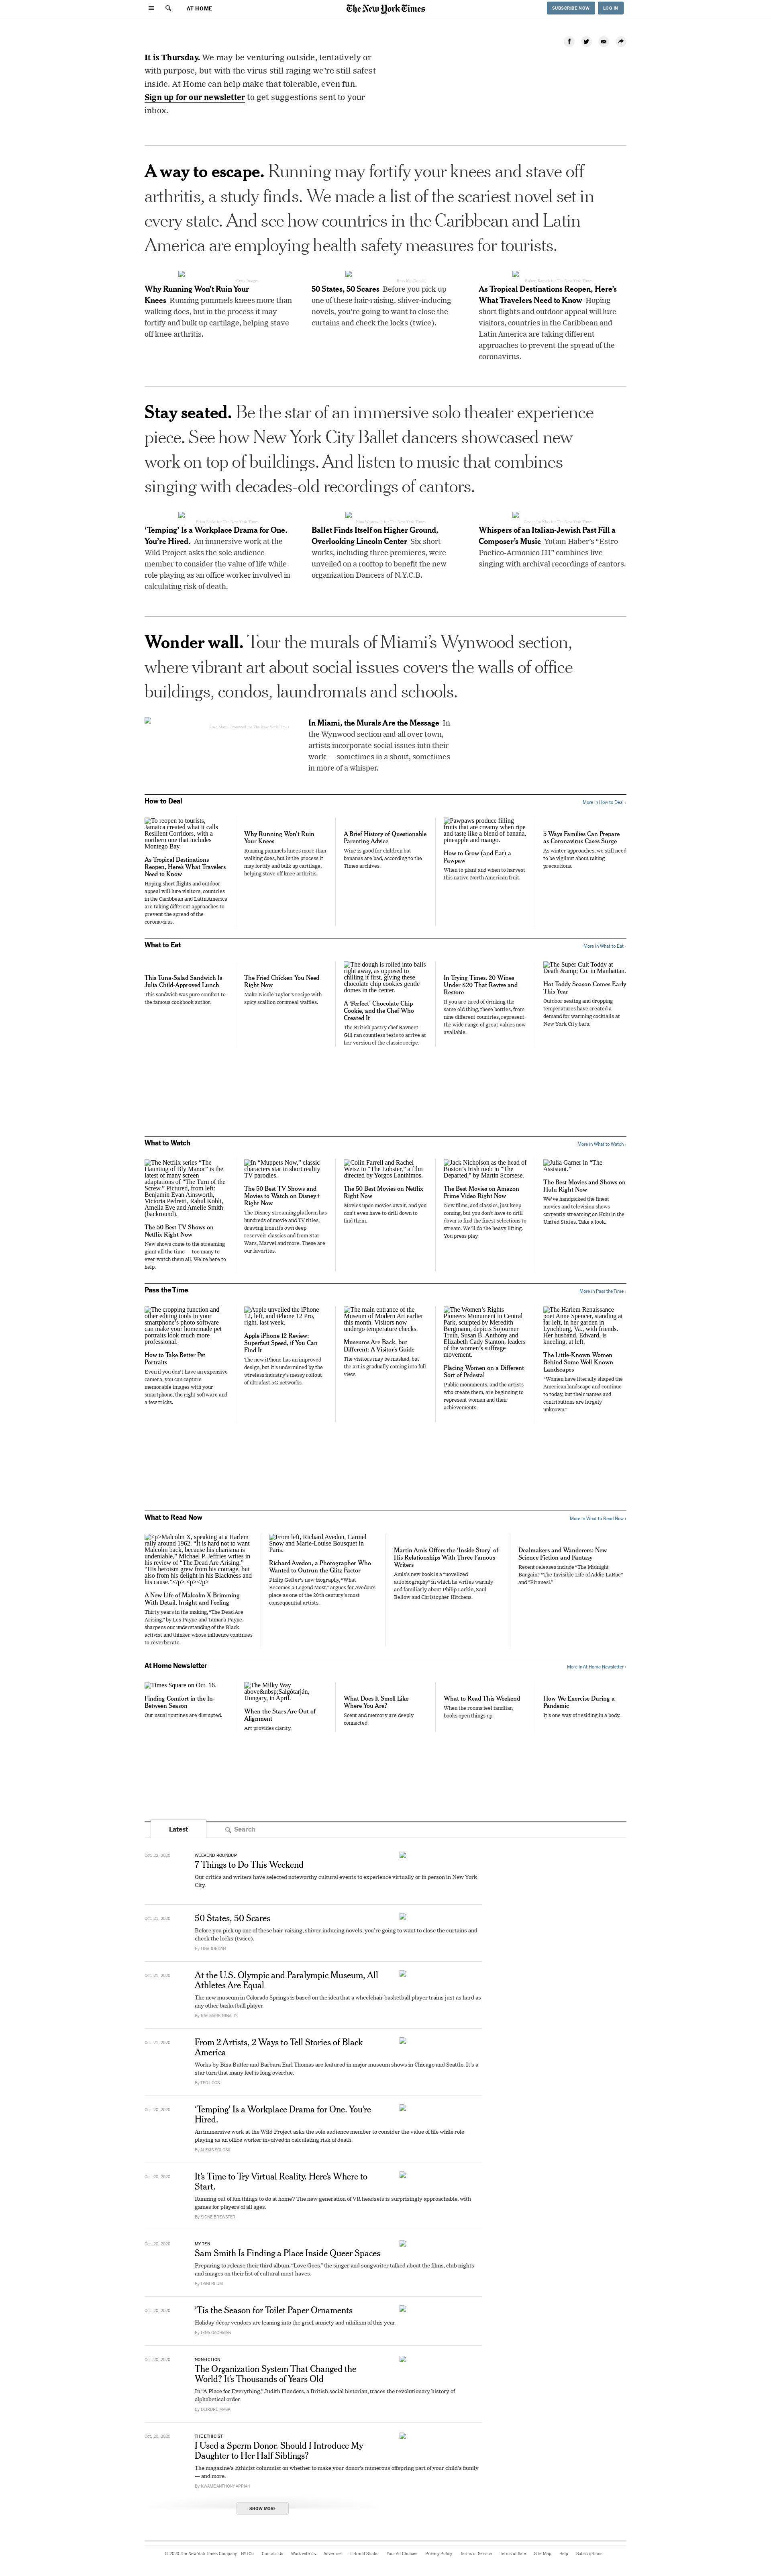 AT HOME
The New York Times
SUBSCRIBE NOW
LOG IN
It is Thursday. We may be venturing outside, tentatively or
with purpose, but with the virus still raging we're still safest
inside. At Home can help make that tolerable, even fun.
Sign up for our newsletter to get suggestions sent to your
inbox.
A way to escape. Running may fortify your knees and stave off
arthritis, a study finds. We made a list of the scariest novel set in
every state. And see how countries in the Caribbean and Latin
America are employing health safety measures for tourists.
Why Running Won't Ruin Your
Knees Running pummels knees more than
walking does, but in the process it may
fortify and bulk up cartilage, helping stave
off knee arthritis.
50 States, 50 Scares Before you pick up
one of these hair-raising, shiver-inducing
novels, you're going to want to close the
curtains and check the locks (twice).
As Tropical Destinations Reopen, Here's
What Travelers Need to Know Hoping
short flights and outdoor appeal will lure
visitors, countries in the Caribbean and
Latin America are taking different
approaches to prevent the spread of the
coronavirus.
Stay seated. Be the star of an immersive solo theater experience
piece. See how New York City Ballet dancers showcased new
work on top of buildings. And listen to music that combines
singing with decades-old recordings of cantors.
'Temping' Is a Workplace Drama for One.
You're Hired. An immersive work at the
Wild Project asks the sole audience
member to consider the value of life while
role playing as an office worker involved in
calculating risk of death.
Ballet Finds Itself on Higher Ground,
Overlooking Lincoln Center Six short
works, including three premieres, were
unveiled on a rooftop to benefit the new
organization Dancers of N.Y.C.B.
Whispers of an Italian-Jewish Past Fill a
Composer's Music Yotam Haber's "Estro
Poetico-Armonico III" combines live
singing with archival recordings of cantors.
Wonder wall. Tour the murals of Miami's Wynwood section,
where vibrant art about social issues covers the walls of office
buildings, condos, laundromats and schools.
In Miami, the Murals Are the Message In
the Wynwood section and all over town,
artists incorporate social issues into their
work — sometimes in a shout, sometimes
in more of a whisper.
How to Deal
More in How to Deal ›
To reopen to tourists,
Jamaica created what it calls
Resilient Corridors, with a
northern one that includes
Montego Bay.
As Tropical Destinations
Reopen, Here's What Travelers
Need to Know
Hoping short flights and outdoor
appeal will lure visitors, countries
in the Caribbean and Latin America
are taking different approaches to
prevent the spread of the
coronavirus.
Why Running Won't Ruin
Your Knees
Running pummels knees more than
walking does, but in the process it
may fortify and bulk up cartilage,
helping stave off knee arthritis.
A Brief History of Questionable
Parenting Advice
Wine is good for children but
bananas are bad, according to the
Times archives.
Pawpaws produce filling
fruits that are creamy when ripe
and taste like a blend of banana,
pineapple and mango.
How to Grow (and Eat) a
Pawpaw
When to plant and when to harvest
this native North American fruit.
5 Ways Families Can Prepare
as Coronavirus Cases Surge
As winter approaches, we still need
to be vigilant about taking
precautions.
What to Eat
More in What to Eat ›
This Tuna-Salad Sandwich Is
Julia Child-Approved Lunch
This sandwich was pure comfort to
the famous cookbook author.
The Fried Chicken You Need
Right Now
Make Nicole Taylor's recipe with
spicy scallion cornmeal waffles.
The dough is rolled into balls
right away, as opposed to
chilling it first, giving these
chocolate chip cookies gentle
domes in the center.
A 'Perfect' Chocolate Chip
Cookie, and the Chef Who
Created It
The British pastry chef Ravneet
Gill ran countless tests to arrive at
her version of the classic recipe.
In Trying Times, 20 Wines
Under $20 That Revive and
Restore
If you are tired of drinking the
same old thing, these bottles, from
nine different countries, represent
the wide range of great values now
available.
The Super Cult Toddy at
Death &amp; Co. in Manhattan.
Hot Toddy Season Comes Early
This Year
Outdoor seating and dropping
temperatures have created a
demand for warming cocktails at
New York City bars.
What to Watch
More in What to Watch ›
The Netflix series "The
Haunting of Bly Manor" is the
latest of many screen
adaptations of "The Turn of the
Screw." Pictured, from left:
Benjamin Evan Ainsworth,
Victoria Pedretti, Rahul Kohli,
Amelia Eve and Amelie Smith
(background).
The 50 Best TV Shows on
Netflix Right Now
New shows come to the streaming
giant all the time — too many to
ever watch them all. We're here to
help.
In "Muppets Now," classic
characters star in short reality
TV parodies.
The 50 Best TV Shows and
Movies to Watch on Disney+
Right Now
The Disney streaming platform has
hundreds of movie and TV titles,
drawing from its own deep
reservoir classics and from Star
Wars, Marvel and more. These are
our favorites.
Colin Farrell and Rachel
Weisz in "The Lobster," a film
directed by Yorgos Lanthimos.
The 50 Best Movies on Netflix
Right Now
Movies upon movies await, and you
don't even have to drill down to
find them.
Jack Nicholson as the head of
Boston's Irish mob in "The
Departed," by Martin Scorsese.
The Best Movies on Amazon
Prime Video Right Now
New films, and classics, just keep
coming, but you don't have to drill
down to find the finest selections to
stream. We'll do the heavy lifting.
You press play.
Julia Garner in "The
Assistant."
The Best Movies and Shows on
Hulu Right Now
We've handpicked the finest
movies and television shows
currently streaming on Hulu in the
United States. Take a look.
Pass the Time
More in Pass the Time ›
The cropping function and
other editing tools in your
smartphone's photo software
can make your homemade pet
portraits look much more
professional.
How to Take Better Pet
Portraits
Even if you don't have an expensive
camera, you can capture
memorable images with your
smartphone, the right software and
a few tricks.
Apple unveiled the iPhone
12, left, and iPhone 12 Pro,
right, last week.
Apple iPhone 12 Review:
Superfast Speed, if You Can
Find It
The new iPhone has an improved
design, but it's undermined by the
wireless industry's messy rollout
of ultrafast 5G networks.
The main entrance of the
Museum of Modern Art earlier
this month. Visitors now
undergo temperature checks.
Museums Are Back, but
Different: A Visitor's Guide
The visitors may be masked, but
the art is gradually coming into full
view.
The Women's Rights
Pioneers Monument in Central
Park, sculpted by Meredith
Bergmann, depicts Sojourner
Truth, Susan B. Anthony and
Elizabeth Cady Stanton, leaders
of the women's suffrage
movement.
Placing Women on a Different
Sort of Pedestal
Public monuments, and the artists
who create them, are beginning to
represent women and their
achievements.
The Harlem Renaissance
poet Anne Spencer, standing at
far left, in her garden in
Lynchburg, Va., with friends.
Her husband, Edward, is
kneeling, at left.
The Little-Known Women
Behind Some Well-Known
Landscapes
"Women have literally shaped the
American landscape and continue
to today, but their names and
contributions are largely
unknown."
What to Read Now
More in What to Read Now ›
<p>Malcolm X, speaking at a Harlem
rally around 1962. "It is hard not to want
Malcolm back, because his charisma is
undeniable," Michael P. Jeffries writes in
his review of "The Dead Are Arising."
"His heroism grew from his courage, but
also from his delight in his Blackness and
his cause."</p> <p></p>
A New Life of Malcolm X Brimming
With Detail, Insight and Feeling
Thirty years in the making, "The Dead Are
Arising," by Les Payne and Tamara Payne,
sharpens our understanding of the Black
activist and thinker whose influence continues
to reverberate.
From left, Richard Avedon, Carmel
Snow and Marie-Louise Bousquet in
Paris.
Richard Avedon, a Photographer Who
Wanted to Outrun the Glitz Factor
Philip Gefter's new biography, "What
Becomes a Legend Most," argues for Avedon's
place as one of the 20th century's most
consequential artists.
Martin Amis Offers the 'Inside Story' of
His Relationships With Three Famous
Writers
Amis's new book is a "novelized
autobiography" in which he writes warmly
and familiarly about Philip Larkin, Saul
Bellow and Christopher Hitchens.
Dealmakers and Wanderers: New
Science Fiction and Fantasy
Recent releases include "The Midnight
Bargain," "The Invisible Life of Addie LaRue"
and "Piranesi."
At Home Newsletter
More in At Home Newsletter ›
Times Square on Oct. 16.
Finding Comfort in the In-
Between Season
Our usual routines are disrupted.
The Milky Way
above&nbsp;Salgótarján,
Hungary, in April.
When the Stars Are Out of
Alignment
Art provides clarity.
What Does It Smell Like
Where You Are?
Scent and memory are deeply
connected.
What to Read This Weekend
When the rooms feel familiar,
books open things up.
How We Exercise During a
Pandemic
It's one way of residing in a body.
Latest
Search
Oct. 22, 2020
WEEKEND ROUNDUP
7 Things to Do This Weekend
Our critics and writers have selected noteworthy cultural events to experience virtually or in person in New York
City.
Oct. 21, 2020
50 States, 50 Scares
Before you pick up one of these hair-raising, shiver-inducing novels, you're going to want to close the curtains and
check the locks (twice).
By TINA JORDAN
Oct. 21, 2020
At the U.S. Olympic and Paralympic Museum, All
Athletes Are Equal
The new museum in Colorado Springs is based on the idea that a wheelchair basketball player trains just as hard as
any other basketball player.
By RAY MARK RINALDI
Oct. 21, 2020
From 2 Artists, 2 Ways to Tell Stories of Black
America
Works by Bisa Butler and Barbara Earl Thomas are featured in major museum shows in Chicago and Seattle. It's a
star turn that many feel is long overdue.
By TED LOOS
Oct. 20, 2020
'Temping' Is a Workplace Drama for One. You're
Hired.
An immersive work at the Wild Project asks the sole audience member to consider the value of life while role
playing as an office worker involved in calculating risk of death.
By ALEXIS SOLOSKI
Oct. 20, 2020
It's Time to Try Virtual Reality. Here's Where to
Start.
Running out of fun things to do at home? The new generation of VR headsets is surprisingly approachable, with
games for players of all ages.
By SIGNE BREWSTER
Oct. 20, 2020
MY TEN
Sam Smith Is Finding a Place Inside Queer Spaces
Preparing to release their third album, "Love Goes," the singer and songwriter talked about the films, club nights
and images on their list of cultural must-haves.
By DAN BLUM
Oct. 20, 2020
'Tis the Season for Toilet Paper Ornaments
Holiday décor vendors are leaning into the grief, anxiety and nihilism of this year.
By DINA GACHMAN
Oct. 20, 2020
NONFICTION
The Organization System That Changed the
World? It's Thousands of Years Old
In "A Place for Everything," Judith Flanders, a British social historian, traces the revolutionary history of
alphabetical order.
By DEIRDRE MASK
Oct. 20, 2020
THE ETHICIST
I Used a Sperm Donor. Should I Introduce My
Daughter to Her Half Siblings?
The magazine's Ethicist columnist on whether to make your donor's numerous offspring part of your child's family
— and more.
By KWAME ANTHONY APPIAH
SHOW MORE
© 2020 The New York Times Company NYTCo Contact Us Work with us Advertise T Brand Studio Your Ad Choices Privacy Policy Terms of Service Terms of Sale Site Map Help Subscriptions